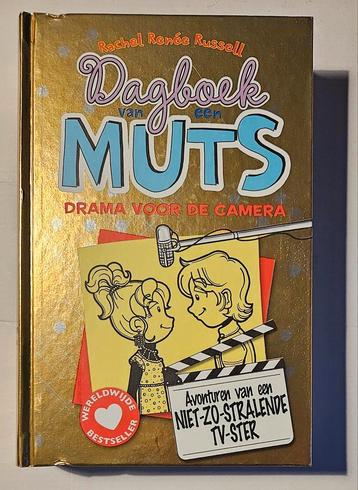 Rachel Renée Russell
Dagboek
van een
MUTS
DRAMA VOOR DE CAMERA
Avonturen van een
NIET-ZO-STRALENDE
TV-STER
WERELDWIJDE
BESTSELLER